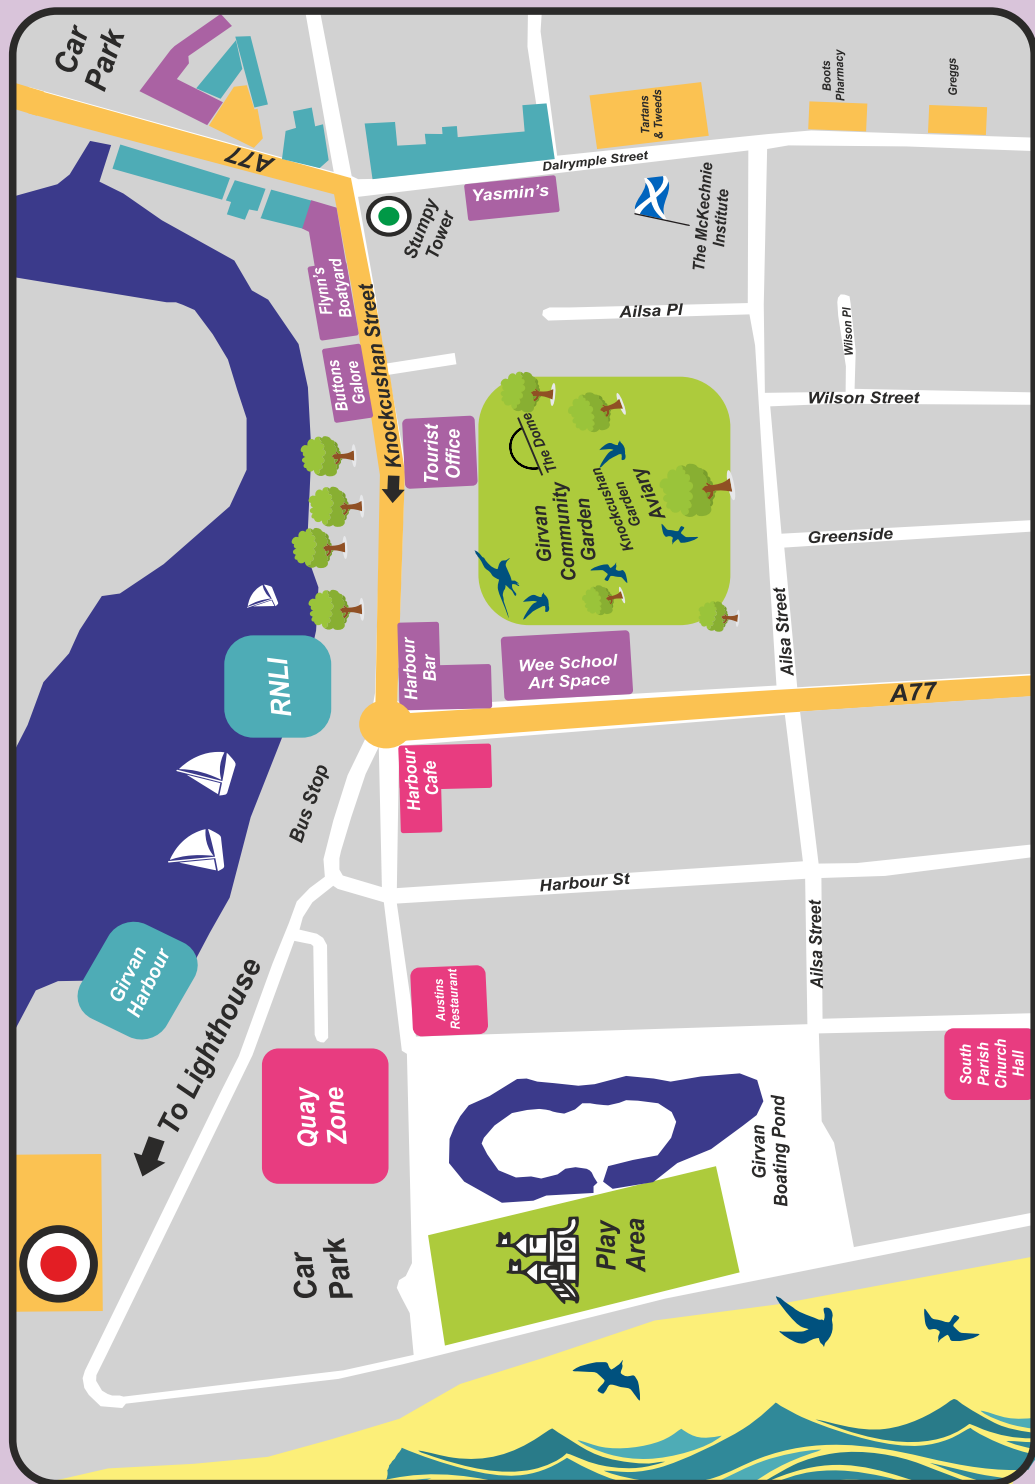 Car
Park
A77
Tartans
& Tweeds
Boots
Pharmacy
Greggs
Dalrymple Street
Yasmin's
Stumpy
Tower
The McKechnie
Institute
Flynn's
Boatyard
Buttons
Galore
Knockcushan Street
Ailsa Pl
Wilson Pl
Wilson Street
Tourist
Office
The Dome
Girvan
Community
Garden
Knockcushan
Garden
Aviary
Greenside
Ailsa Street
RNLI
Harbour
Bar
Wee School
Art Space
A77
Harbour
Cafe
Bus Stop
Harbour St
Ailsa Street
Girvan
Harbour
To Lighthouse
Austins
Restaurant
South
Parish
Church
Hall
Quay
Zone
Girvan
Boating Pond
Play
Area
Car
Park